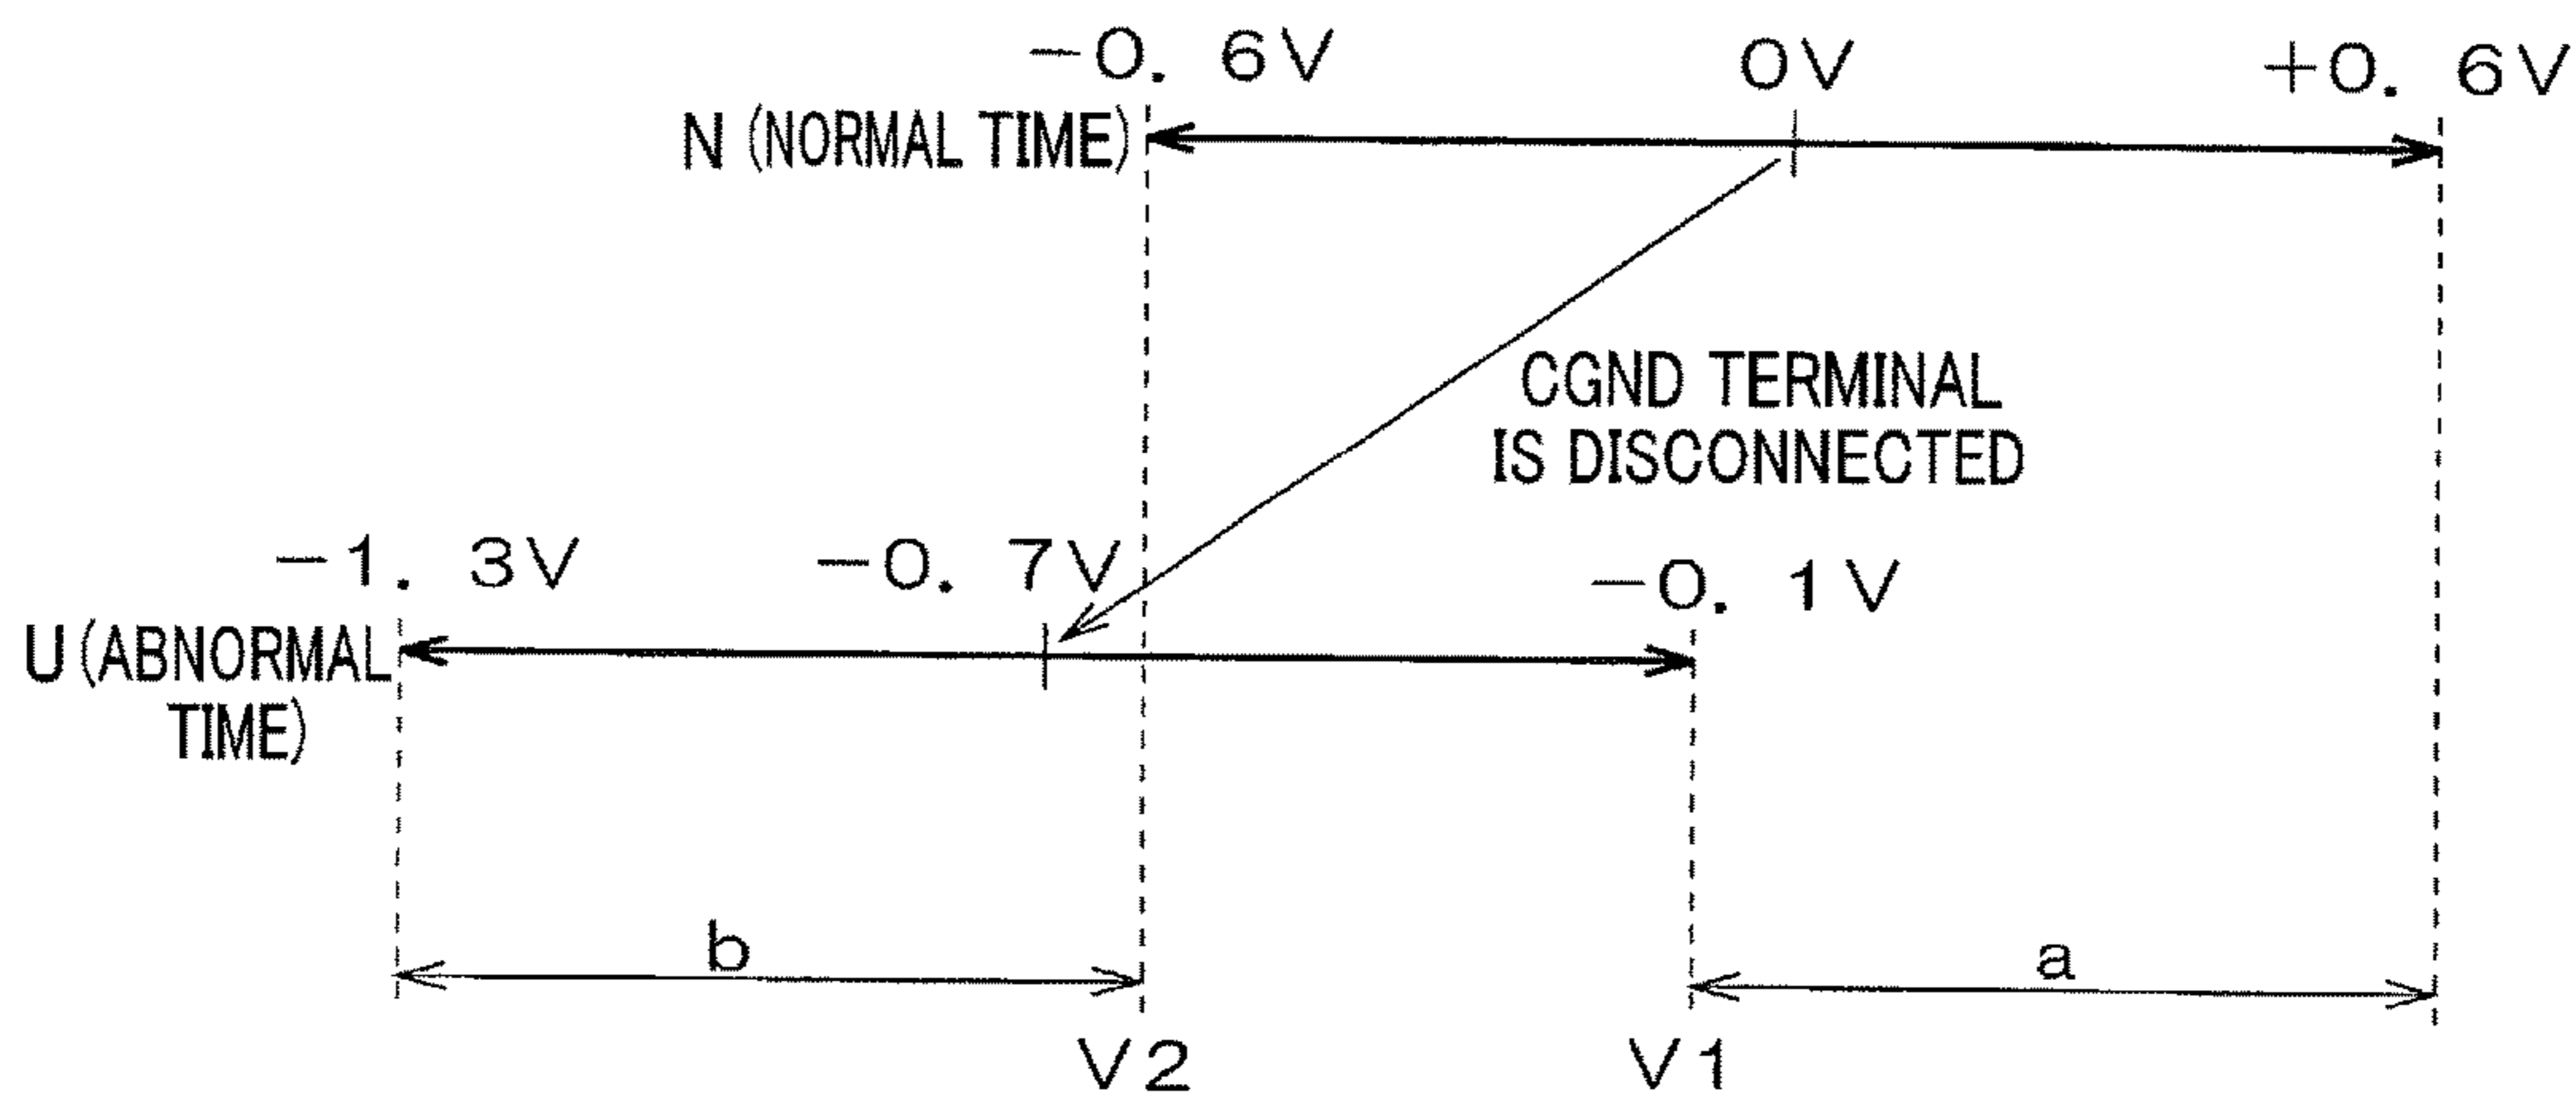 -0. 6V
0V
+0. 6V
N (NORMAL TIME)
CGND TERMINAL
IS DISCONNECTED
-1. 3V
-0. 7V
-0. 1V
U (ABNORMAL
TIME)
b
a
V2
V1